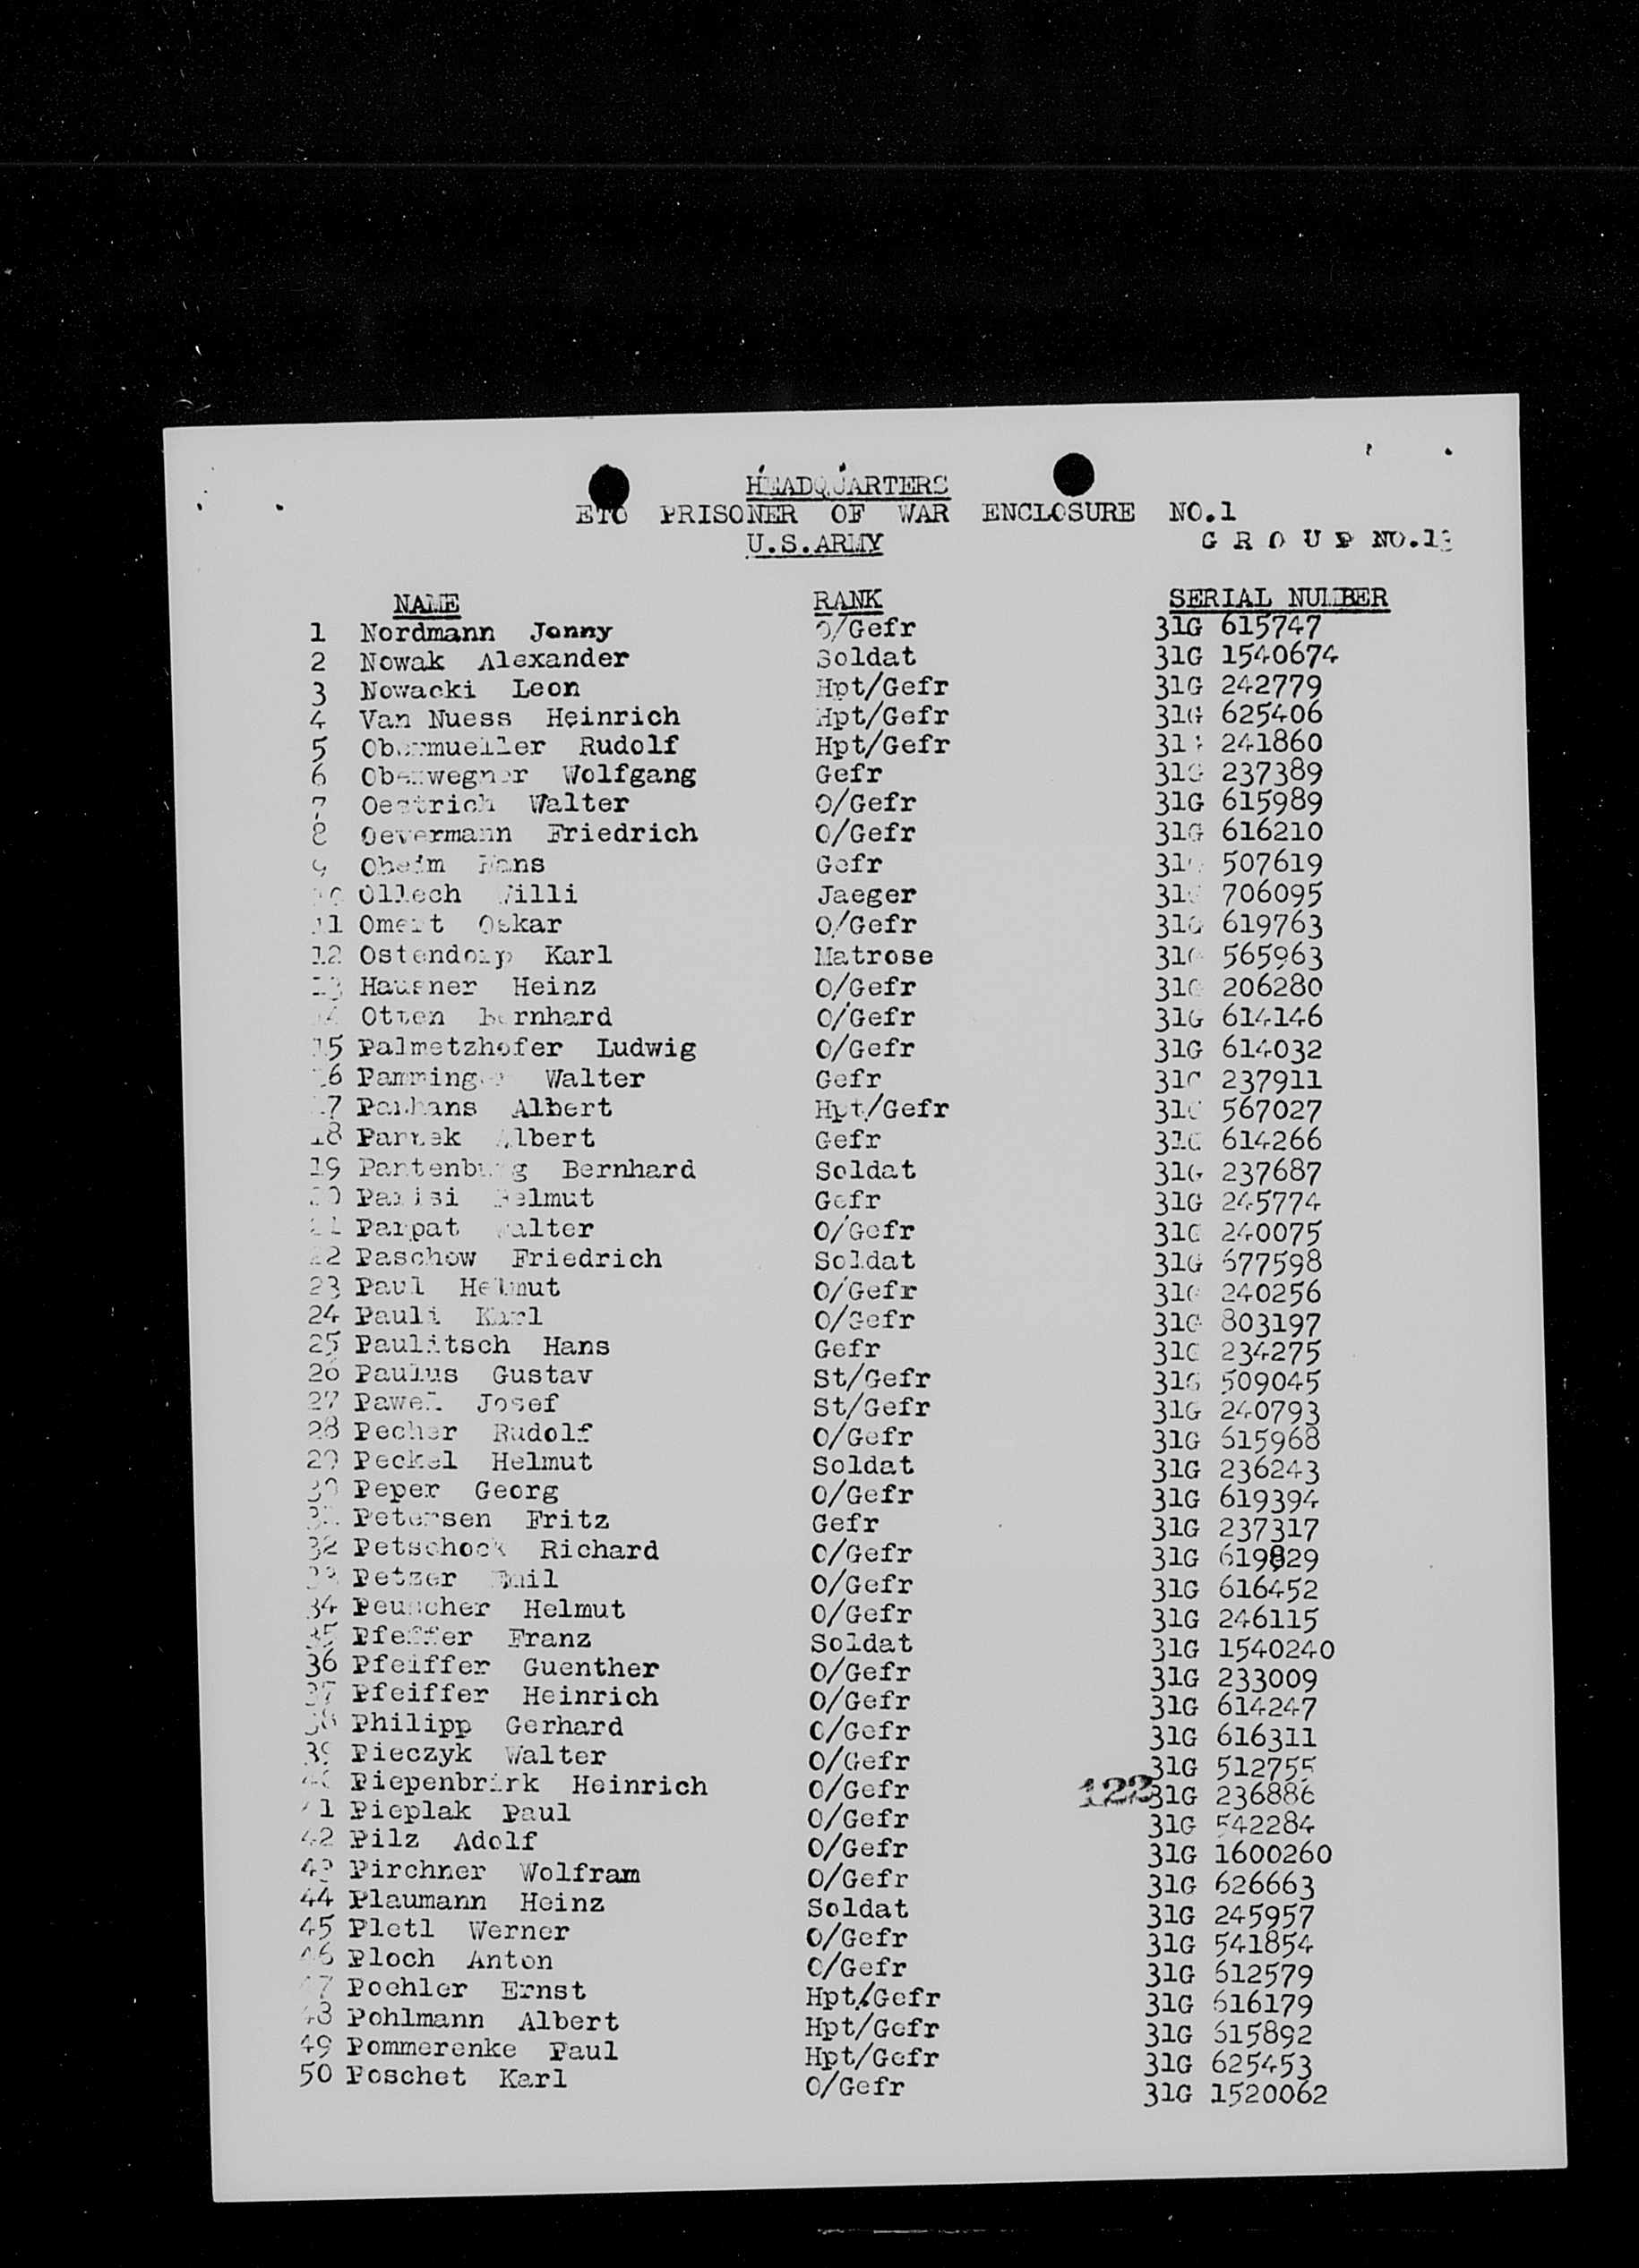 HEADQUARTERS
ETO PRISONER OF WAR ENCLOSURE NO.1
U.S.ARMY
G R O U P NO.13
NAME RANK SERIAL NUMBER
1 Nordmann Jonny O/Gefr 31G 615747
2 Nowak Alexander Soldat 31G 1540674
3 Nowacki Leon Hpt/Gefr 31G 242779
4 Van Nuess Heinrich Hpt/Gefr 31G 625406
5 Obermueller Rudolf Hpt/Gefr 31G 241860
6 Oberwegner Wolfgang Gefr 31G 237389
7 Oestrich Walter O/Gefr 31G 615989
8 Oevermann Friedrich O/Gefr 31G 616210
9 Oheim Hans Gefr 31G 507619
10 Ollech Willi Jaeger 31G 706095
11 Omert Oskar O/Gefr 31G 619763
12 Ostendorp Karl Matrose 31G 565963
13 Hausner Heinz O/Gefr 31G 206280
14 Otten Bernhard O/Gefr 31G 614146
15 Palmetzhofer Ludwig O/Gefr 31G 614032
16 Pamminger Walter Gefr 31G 237911
17 Panhans Albert Hpt/Gefr 31G 567027
18 Pannek Albert Gefr 31G 614266
19 Pantenburg Bernhard Soldat 31G 237687
20 Parisi Helmut Gefr 31G 245774
21 Parpat Walter O/Gefr 31G 240075
22 Paschow Friedrich Soldat 31G 677598
23 Paul Helmut O/Gefr 31G 240256
24 Pauli Karl O/Gefr 31G 803197
25 Paulitsch Hans Gefr 31G 234275
26 Paulus Gustav St/Gefr 31G 509045
27 Pawel Josef St/Gefr 31G 240793
28 Pecher Rudolf O/Gefr 31G 615968
29 Peckel Helmut Soldat 31G 236243
30 Peper Georg O/Gefr 31G 619394
31 Petersen Fritz Gefr 31G 237317
32 Petschock Richard O/Gefr 31G 619829
33 Petzer Emil O/Gefr 31G 616452
34 Peuscher Helmut O/Gefr 31G 246115
35 Pfeffer Franz Soldat 31G 1540240
36 Pfeiffer Guenther O/Gefr 31G 233009
37 Pfeiffer Heinrich O/Gefr 31G 614247
38 Philipp Gerhard O/Gefr 31G 616311
39 Pieczyk Walter O/Gefr 31G 512755
40 Piepenbrirk Heinrich O/Gefr 122 31G 236886
41 Pieplak Paul O/Gefr 31G 542284
42 Pilz Adolf O/Gefr 31G 1600260
43 Pirchner Wolfram O/Gefr 31G 626663
44 Plaumann Heinz Soldat 31G 245957
45 Pletl Werner O/Gefr 31G 541854
46 Ploch Anton O/Gefr 31G 612579
47 Poehler Ernst Hpt/Gefr 31G 616179
48 Pohlmann Albert Hpt/Gefr 31G 615892
49 Pommerenke Paul Hpt/Gefr 31G 625453
50 Poschet Karl O/Gefr 31G 1520062